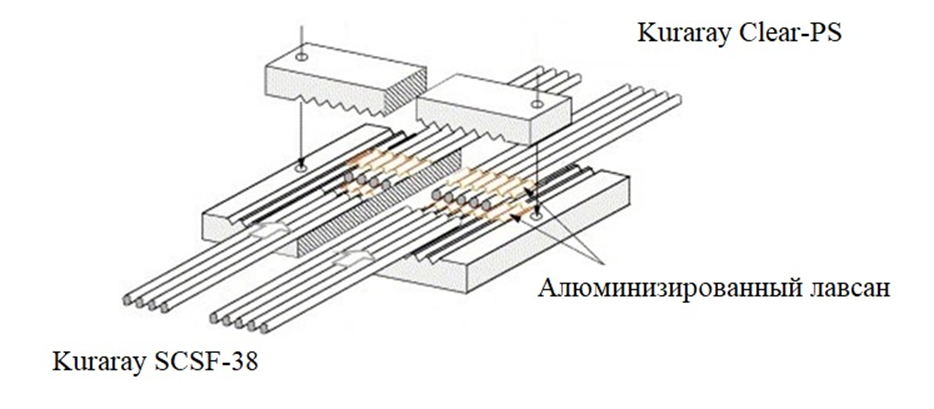 Kuraray Clear-PS
Алюминизированный лавсан
Kuraray SCSF-38